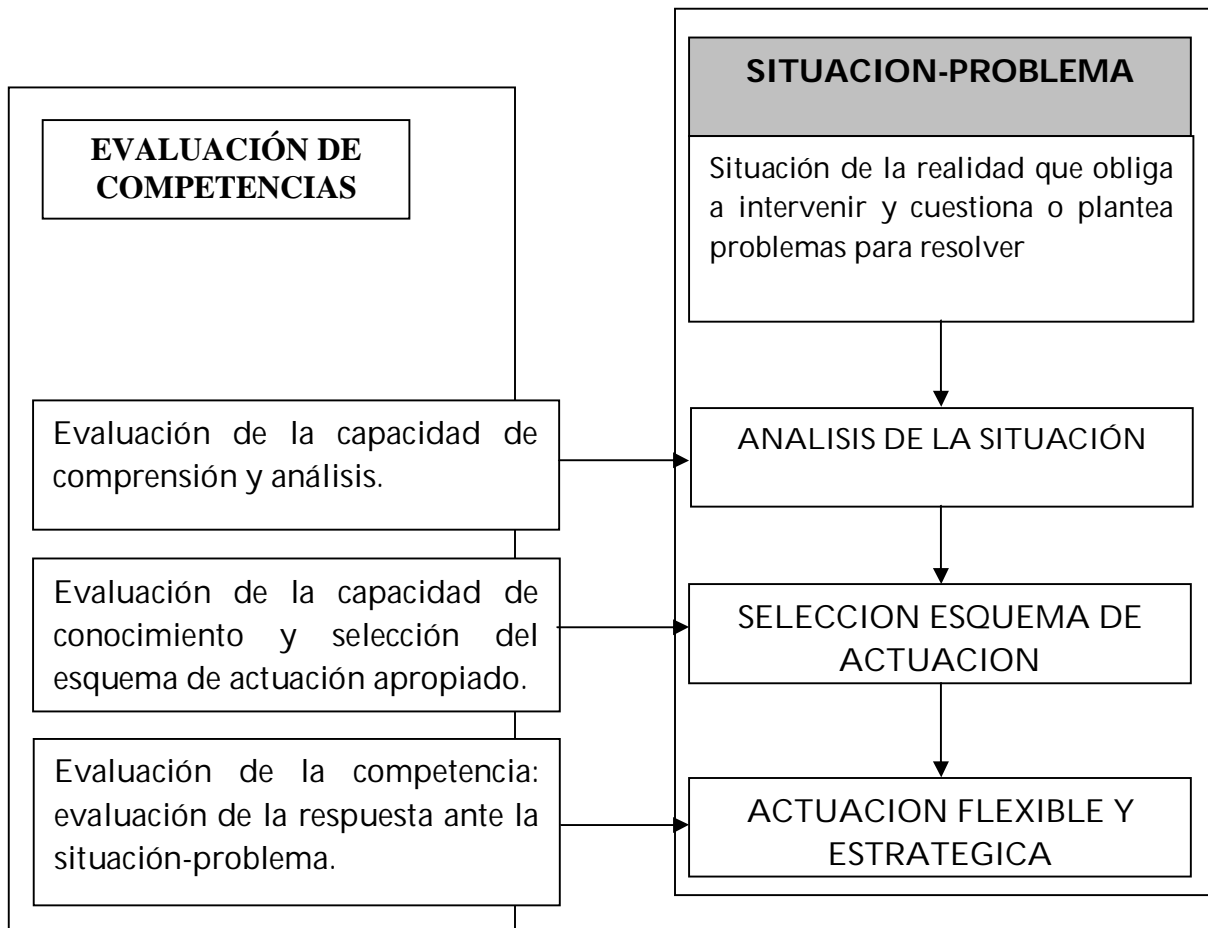 EVALUACIÓN DE
COMPETENCIAS
Evaluación de la capacidad de
comprensión y análisis.
Evaluación de la capacidad de
conocimiento y selección del
esquema de actuación apropiado.
Evaluación de la competencia:
evaluación de la respuesta ante la
situación-problema.
SITUACION-PROBLEMA
Situación de la realidad que obliga
a intervenir y cuestiona o plantea
problemas para resolver
ANALISIS DE LA SITUACIÓN
SELECCION ESQUEMA DE
ACTUACION
ACTUACION FLEXIBLE Y
ESTRATEGICA